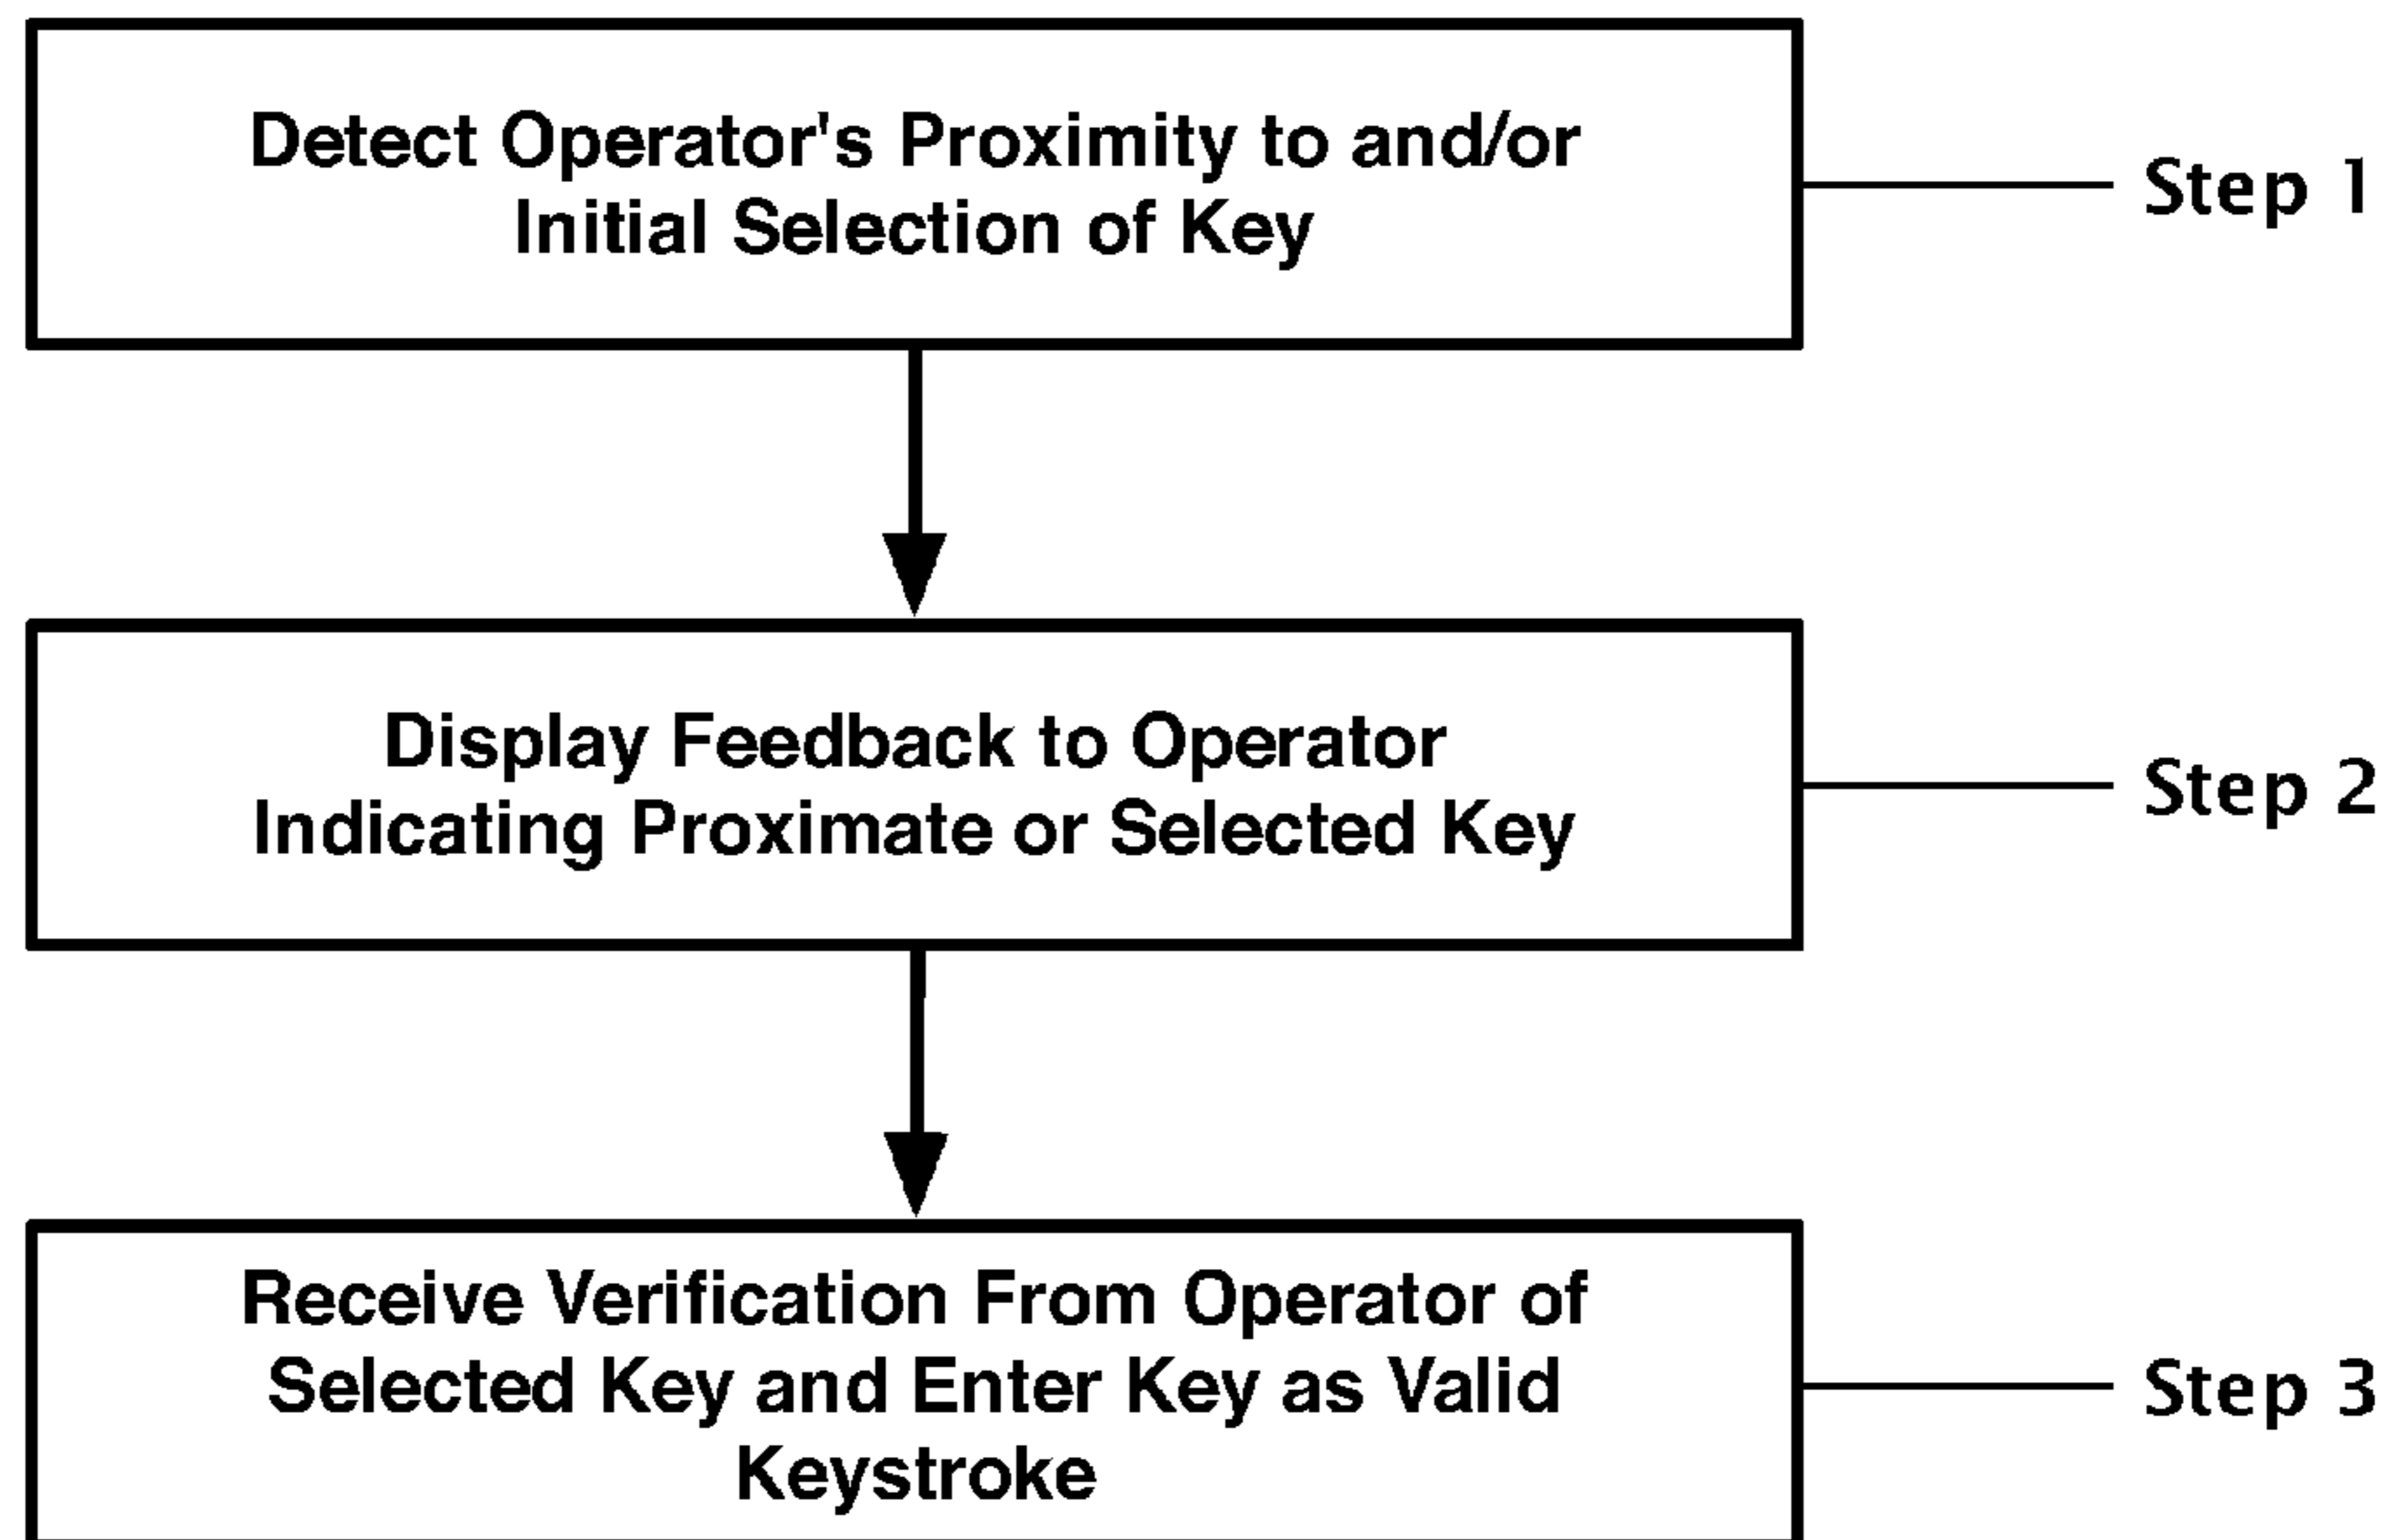 Detect Operator's Proximity to and/or
Initial Selection of Key
Step 1
Display Feedback to Operator
Indicating Proximate or Selected Key
Step 2
Receive Verification From Operator of
Selected Key and Enter Key as Valid
Keystroke
Step 3